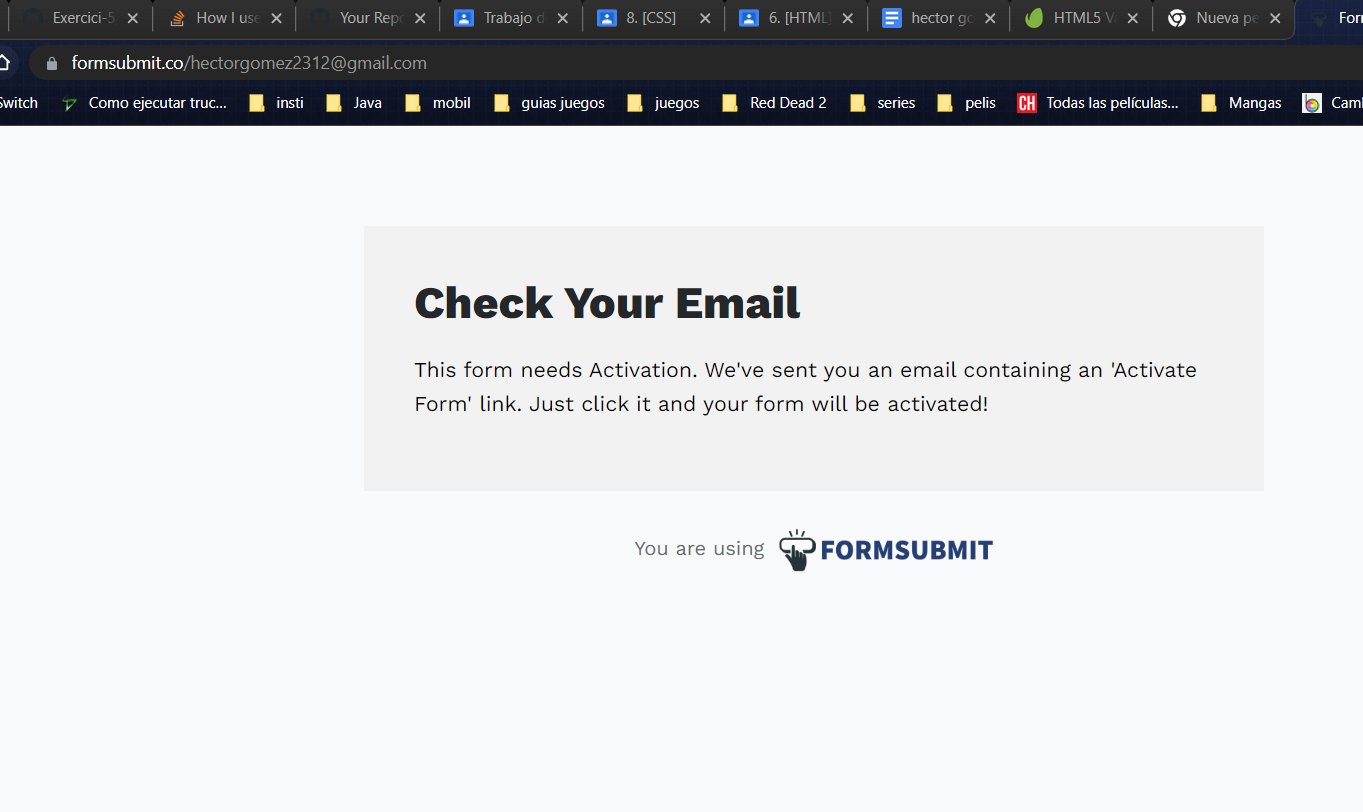 Exercici-5
How I use
Your Repo
Trabajo d
8. [CSS]
6. [HTML]
hector go
HTML5 Va
Nueva pe
For
formsubmit.co/hectorgomez2312@gmail.com
Switch
Como ejecutar truc...
insti
Java
mobil
guias juegos
juegos
Red Dead 2
series
pelis
CH
Todas las películas...
Mangas
Check Your Email
This form needs Activation. We've sent you an email containing an 'Activate
Form' link. Just click it and your form will be activated!
You are using
FORMSUBMIT